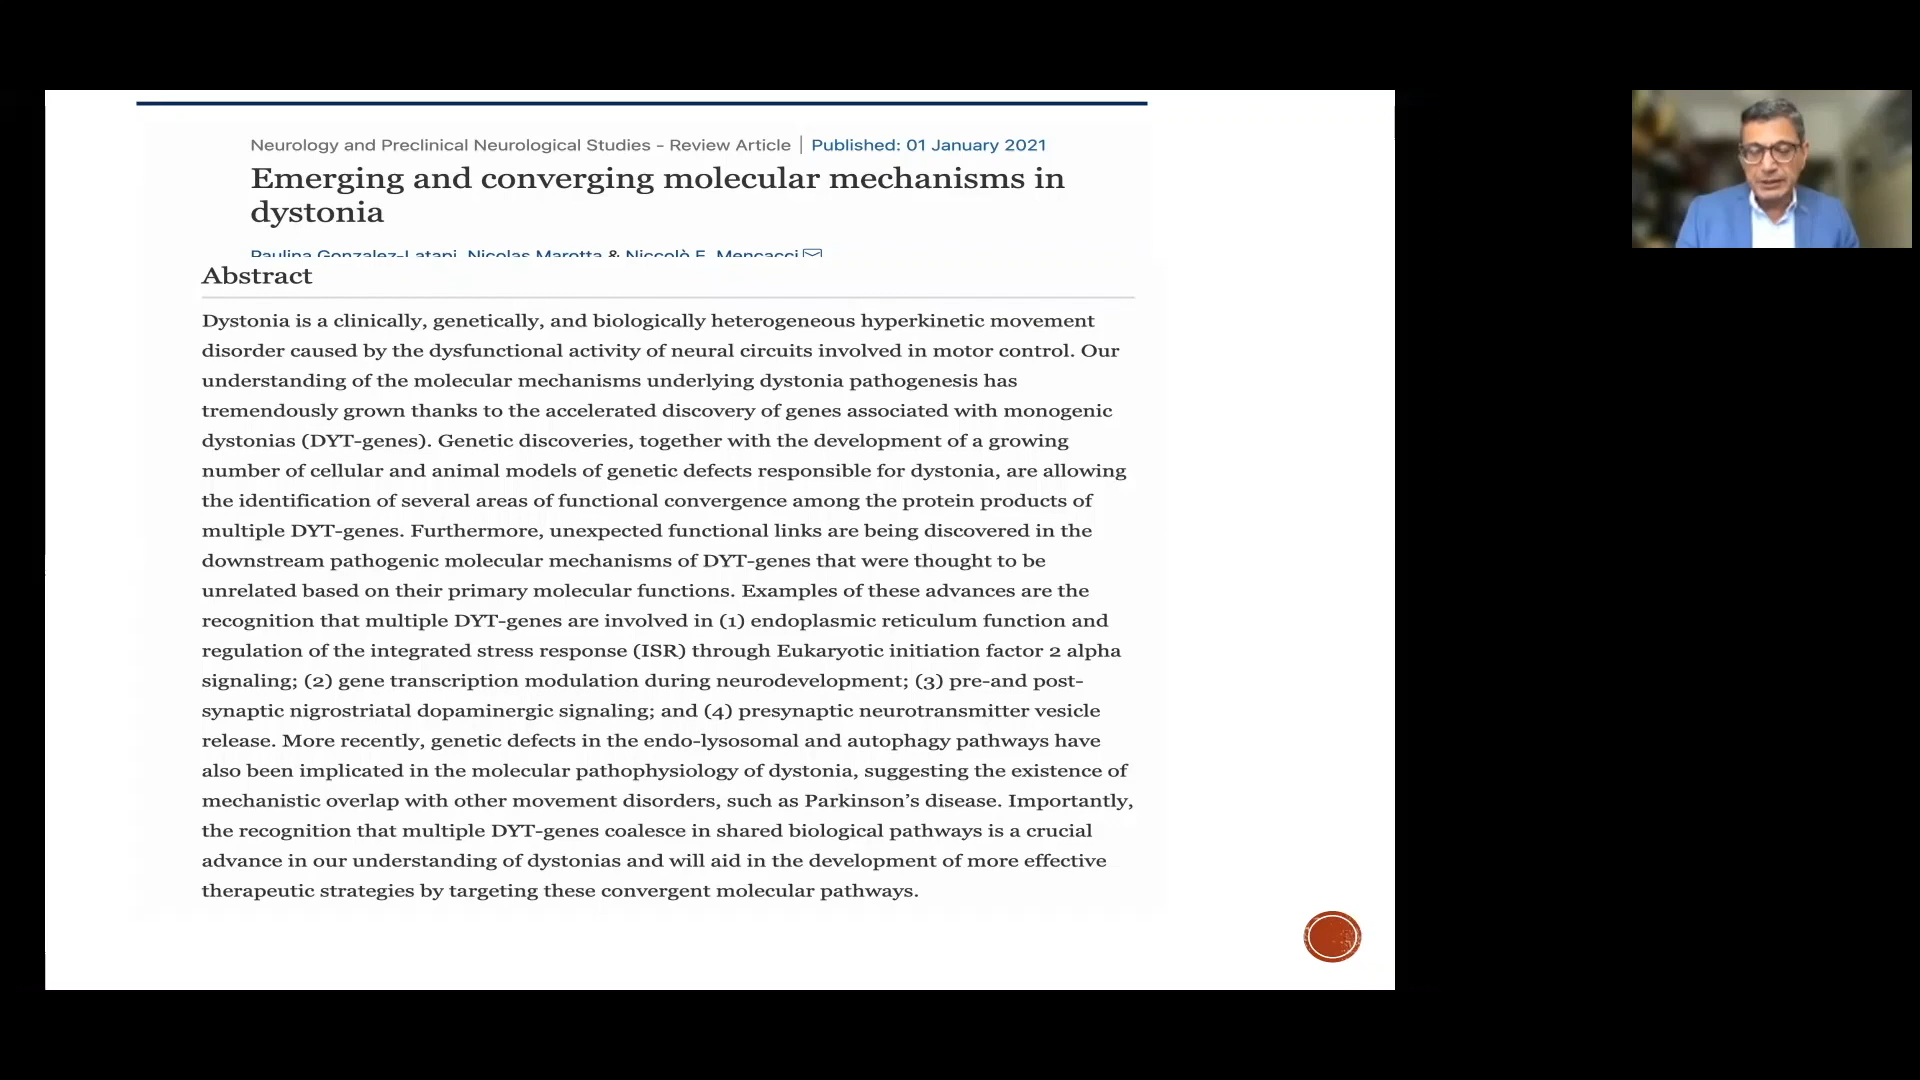 Neurology and Preclinical Neurological Studies - Review Article | Published: 01 January 2021
Emerging and converging molecular mechanisms in
dystonia
Paulina Gonzalez-Latapi, Nicolas Marotta & Niccolò E. Mencacci
Abstract
Dystonia is a clinically, genetically, and biologically heterogeneous hyperkinetic movement
disorder caused by the dysfunctional activity of neural circuits involved in motor control. Our
understanding of the molecular mechanisms underlying dystonia pathogenesis has
tremendously grown thanks to the accelerated discovery of genes associated with monogenic
dystonias (DYT-genes). Genetic discoveries, together with the development of a growing
number of cellular and animal models of genetic defects responsible for dystonia, are allowing
the identification of several areas of functional convergence among the protein products of
multiple DYT-genes. Furthermore, unexpected functional links are being discovered in the
downstream pathogenic molecular mechanisms of DYT-genes that were thought to be
unrelated based on their primary molecular functions. Examples of these advances are the
recognition that multiple DYT-genes are involved in (1) endoplasmic reticulum function and
regulation of the integrated stress response (ISR) through Eukaryotic initiation factor 2 alpha
signaling; (2) gene transcription modulation during neurodevelopment; (3) pre-and post-
synaptic nigrostriatal dopaminergic signaling; and (4) presynaptic neurotransmitter vesicle
release. More recently, genetic defects in the endo-lysosomal and autophagy pathways have
also been implicated in the molecular pathophysiology of dystonia, suggesting the existence of
mechanistic overlap with other movement disorders, such as Parkinson’s disease. Importantly,
the recognition that multiple DYT-genes coalesce in shared biological pathways is a crucial
advance in our understanding of dystonias and will aid in the development of more effective
therapeutic strategies by targeting these convergent molecular pathways.